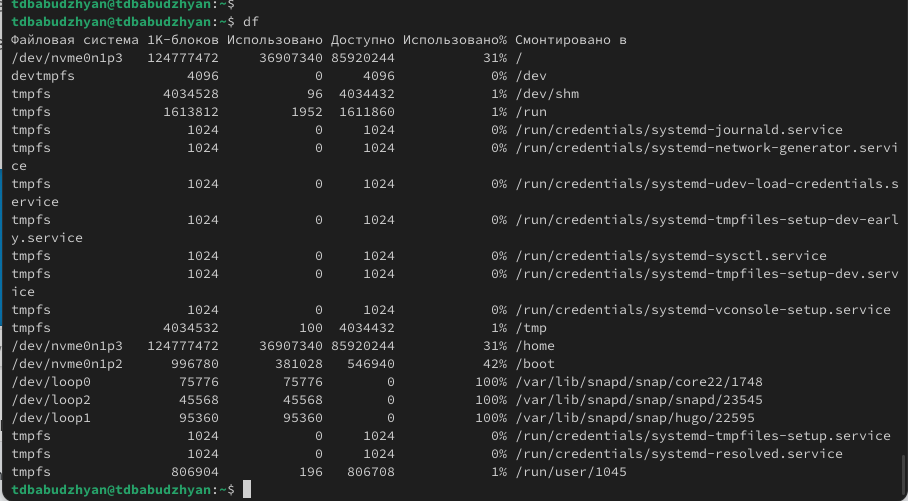 tdbabudzhyan@tdbabudzhyan:~$
tdbabudzhyan@tdbabudzhyan:~$ df
Файловая система 1K-блоков Использовано Доступно Использовано% Смонтировано в
/dev/nvme0n1p3 124777472 36907340 85920244 31% /
devtmpfs 4096 0 4096 0% /dev
tmpfs 4034528 96 4034432 1% /dev/shm
tmpfs 1613812 1952 1611860 1% /run
tmpfs 1024 0 1024 0% /run/credentials/systemd-journald.service
tmpfs 1024 0 1024 0% /run/credentials/systemd-network-generator.servi
ce
tmpfs 1024 0 1024 0% /run/credentials/systemd-udev-load-credentials.s
ervice
tmpfs 1024 0 1024 0% /run/credentials/systemd-tmpfiles-setup-dev-earl
y.service
tmpfs 1024 0 1024 0% /run/credentials/systemd-sysctl.service
tmpfs 1024 0 1024 0% /run/credentials/systemd-tmpfiles-setup-dev.serv
ice
tmpfs 1024 0 1024 0% /run/credentials/systemd-vconsole-setup.service
tmpfs 4034532 100 4034432 1% /tmp
/dev/nvme0n1p3 124777472 36907340 85920244 31% /home
/dev/nvme0n1p2 996780 381028 546940 42% /boot
/dev/loop0 75776 75776 0 100% /var/lib/snapd/snap/core22/1748
/dev/loop2 45568 45568 0 100% /var/lib/snapd/snap/snapd/23545
/dev/loop1 95360 95360 0 100% /var/lib/snapd/snap/hugo/22595
tmpfs 1024 0 1024 0% /run/credentials/systemd-tmpfiles-setup.service
tmpfs 1024 0 1024 0% /run/credentials/systemd-resolved.service
tmpfs 806904 196 806708 1% /run/user/1045
tdbabudzhyan@tdbabudzhyan:~$